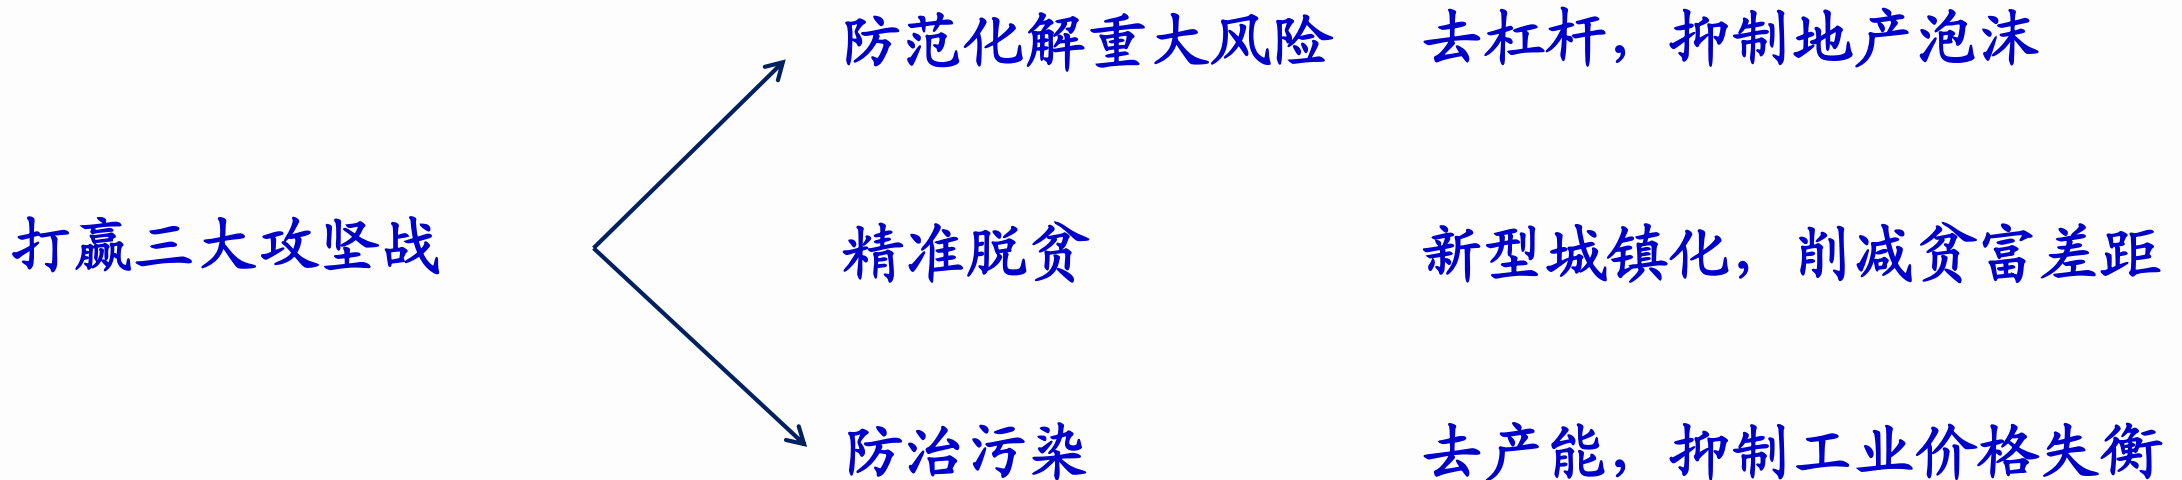 防范化解重大风险 去杠杆，抑制地产泡沫
打赢三大攻坚战
精准脱贫 新型城镇化，削减贫富差距
防治污染 去产能，抑制工业价格失衡